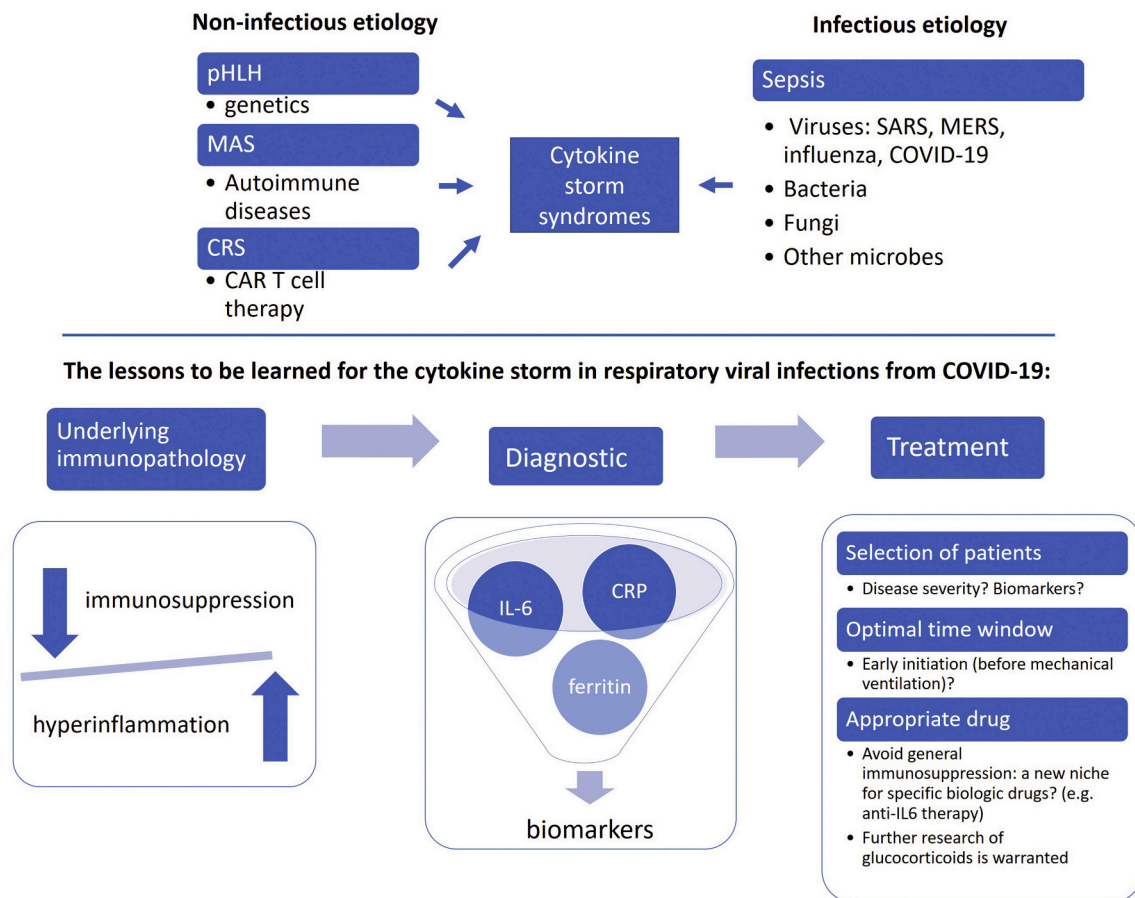 Non-infectious etiology
pHLH
• genetics
MAS
• Autoimmune
diseases
CRS
• CAR T cell
therapy
Cytokine
storm
syndromes
Infectious etiology
Sepsis
• Viruses: SARS, MERS,
influenza, COVID-19
• Bacteria
• Fungi
• Other microbes
The lessons to be learned for the cytokine storm in respiratory viral infections from COVID-19:
Underlying
immunopathology
immunosuppression
hyperinflammation
Diagnostic
IL-6
CRP
ferritin
biomarkers
Treatment
Selection of patients
• Disease severity? Biomarkers?
Optimal time window
• Early initiation (before mechanical
ventilation)?
Appropriate drug
• Avoid general
immunosuppression: a new niche
for specific biologic drugs? (e.g.
anti-IL6 therapy)
• Further research of
glucocorticoids is warranted